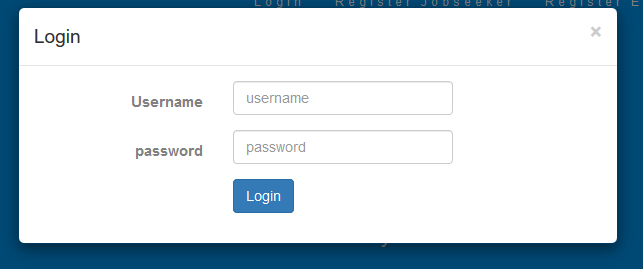 Login Register Jobseeker Register E
Login ×
Username username
password password
Login
y